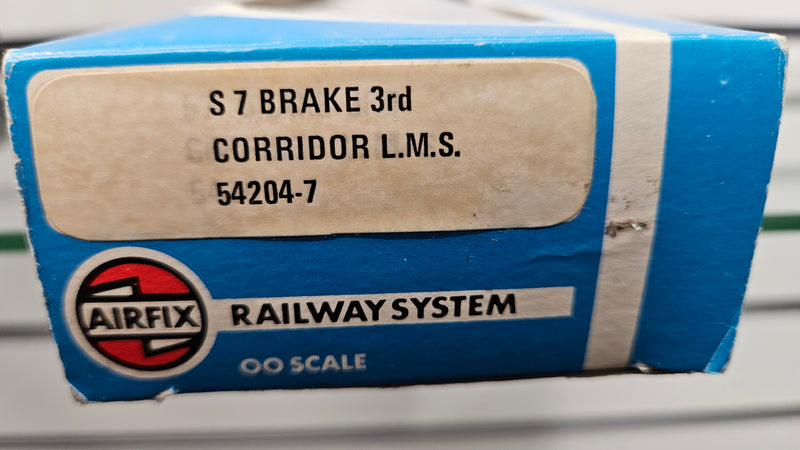 S 7 BRAKE 3rd
CORRIDOR L.M.S.
54204-7
AIRFIX
RAILWAY SYSTEM
OO SCALE